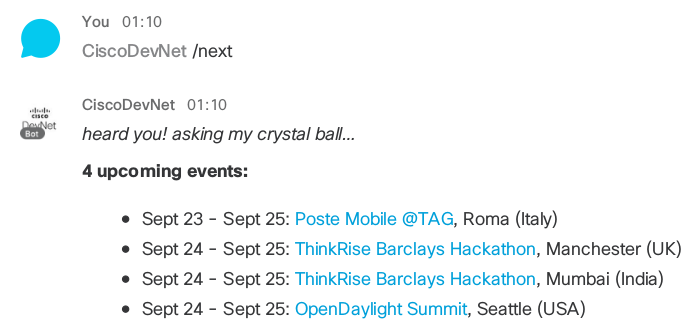 You 01:10
CiscoDevNet /next
CiscoDevNet 01:10
CISCO
DevNet
Bot
heard you! asking my crystal ball...
4 upcoming events:
• Sept 23 - Sept 25: Poste Mobile @TAG, Roma (Italy)
• Sept 24 - Sept 25: ThinkRise Barclays Hackathon, Manchester (UK)
• Sept 24 - Sept 25: ThinkRise Barclays Hackathon, Mumbai (India)
• Sept 24 - Sept 25: OpenDaylight Summit, Seattle (USA)